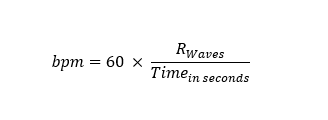 bpm = 60 × R_Waves / Time_in seconds